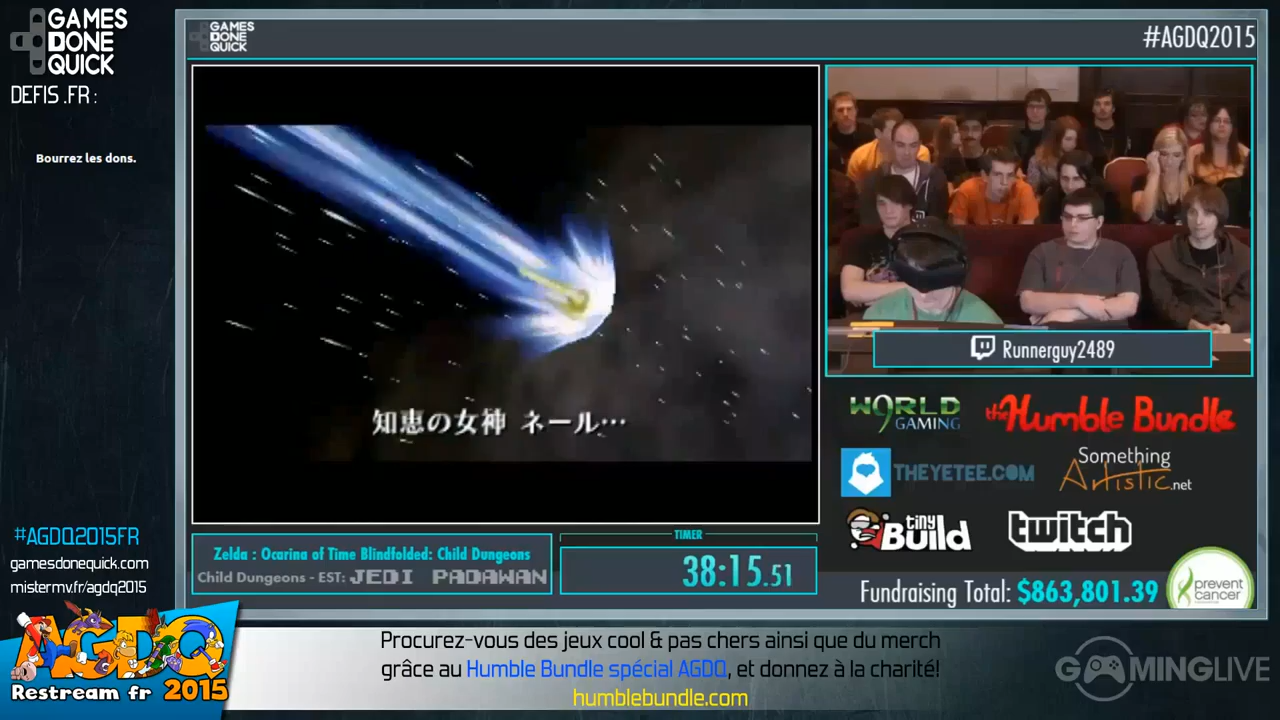 GAMES
DONE
QUICK
DEFIS .FR :
Bourrez les dons.
GAMES
DONE
QUICK
#AGDQ2015
知恵の女神 ネール…
Runnerguy2489
W9RLD
GAMING
the Humble Bundle
THEYETEE.COM
Something
Artistic.net
tiny
Build
twitch
Zelda : Ocarina of Time Blindfolded: Child Dungeons
Child Dungeons - EST: JEDI PADAWAN
TIMER
38:15.51
Fundraising Total: $863,801.39
prevent
cancer
#AGDQ2015FR
gamesdonequick.com
mistermv.fr/agdq2015
AGDQ
Restream fr 2015
Procurez-vous des jeux cool & pas chers ainsi que du merch
grâce au Humble Bundle spécial AGDQ, et donnez à la charité!
humblebundle.com
GAMINGLIVE